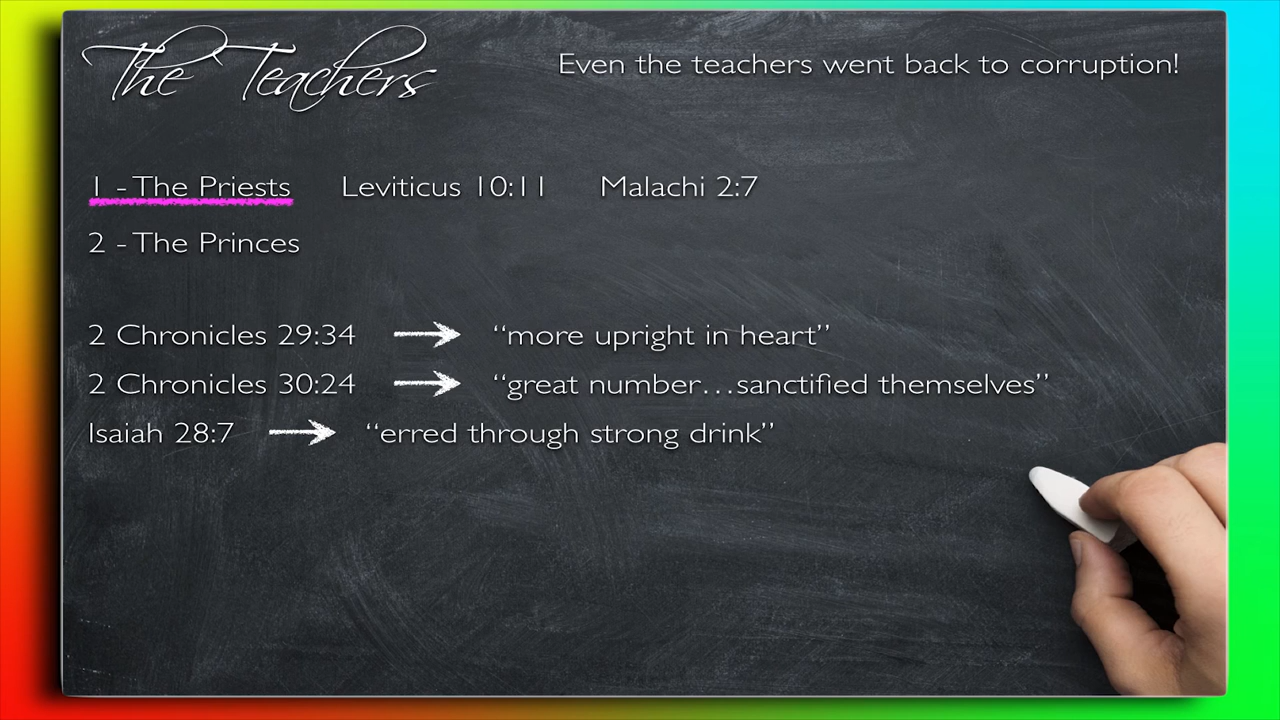 The Teachers
Even the teachers went back to corruption!
1 - The Priests Leviticus 10:11 Malachi 2:7
2 - The Princes
2 Chronicles 29:34 → “more upright in heart”
2 Chronicles 30:24 → “great number…sanctified themselves”
Isaiah 28:7 → “erred through strong drink”